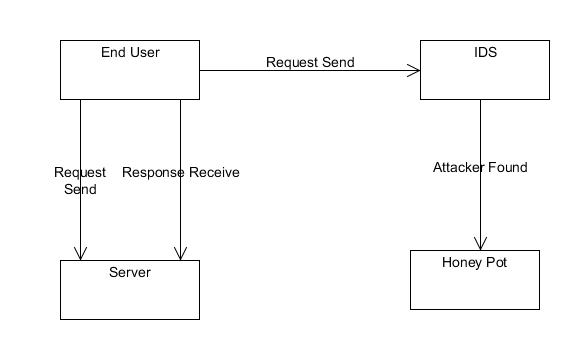 End User
IDS
Request Send
Request
Send
Response Receive
Attacker Found
Server
Honey Pot